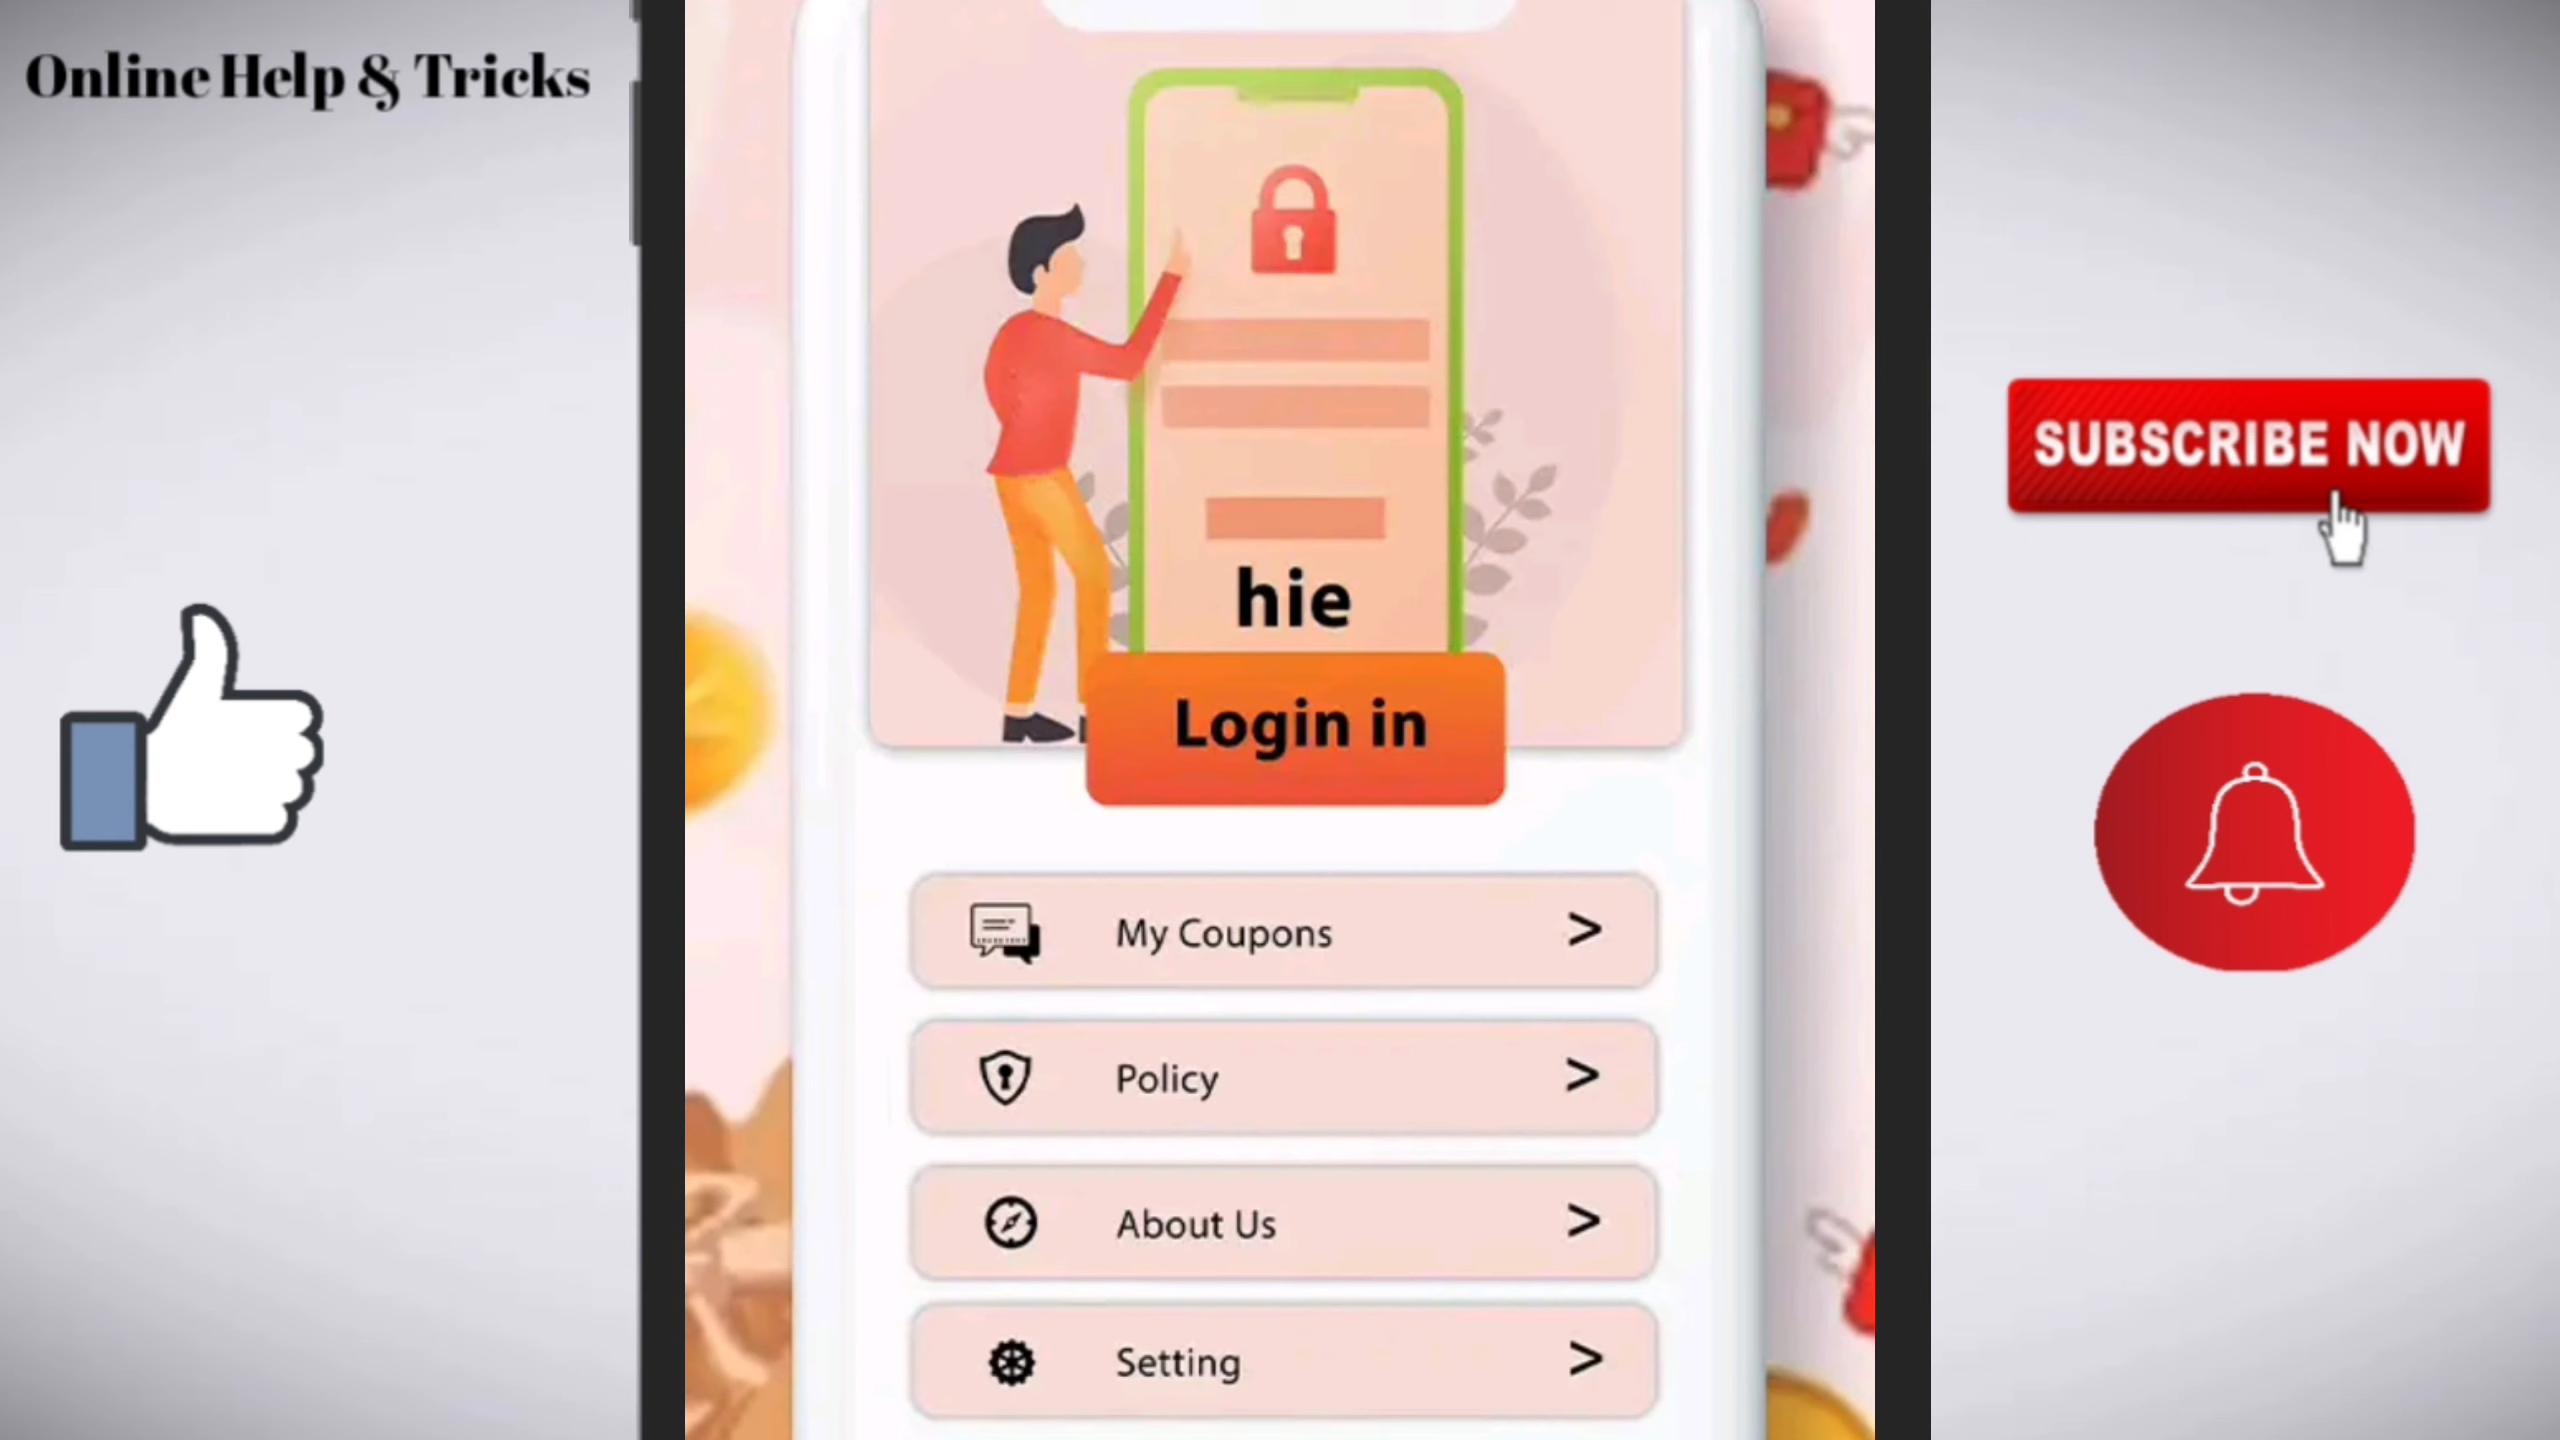 Online Help & Tricks
hie
Login in
My Coupons >
Policy >
About Us >
Setting >
SUBSCRIBE NOW